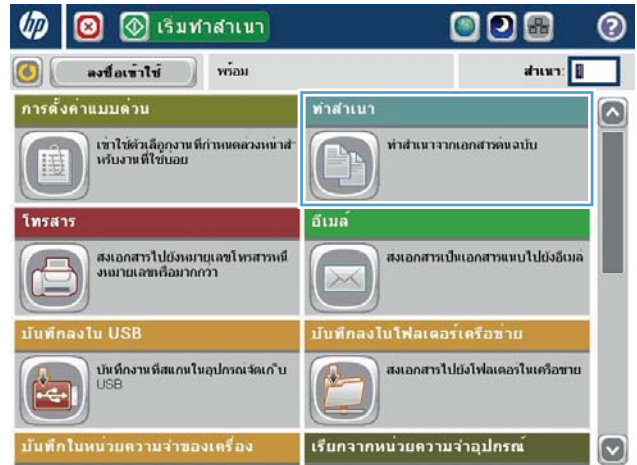 hp
เริ่มทำสำเนา
?
ลงชื่อเข้าใช้
พร้อม
สำเนา:
การตั้งค่าแบบด่วน
ทำสำเนา
เข้าใช้ตัวเลือกงานที่กำหนดล่วงหน้าสำ
หรับงานที่ใช้บ่อย
ทำสำเนาจากเอกสารต้นฉบับ
โทรสาร
อีเมล์
ส่งเอกสารไปยังหมายเลขโทรสารหนึ่
งหมายเลขหรือมากกว่า
ส่งเอกสารเป็นเอกสารแนบไปยังอีเมล
บันทึกลงใน USB
บันทึกลงในโฟลเดอร์เครือข่าย
บันทึกงานที่สแกนในอุปกรณ์จัดเก็บ
USB
ส่งเอกสารไปยังโฟลเดอร์ในเครือข่าย
บันทึกในหน่วยความจำของเครื่อง
เรียกจากหน่วยความจำอุปกรณ์